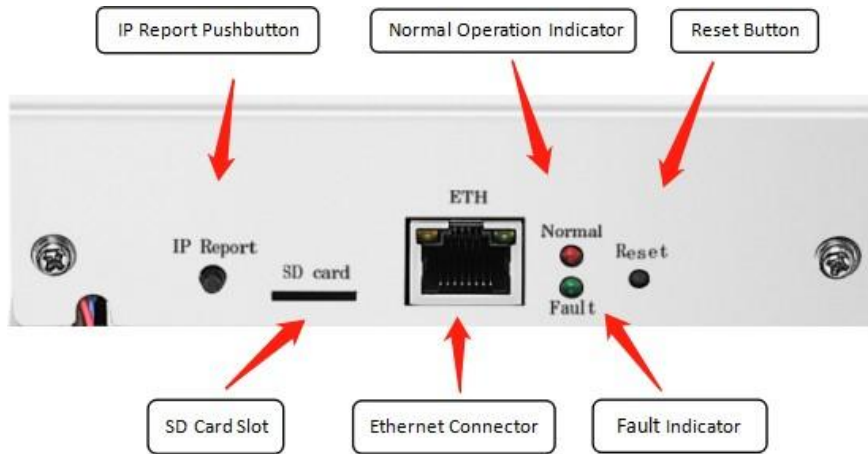 IP Report Pushbutton
Normal Operation Indicator
Reset Button
ETH
IP Report
SD card
Normal
Fault
Reset
SD Card Slot
Ethernet Connector
Fault Indicator